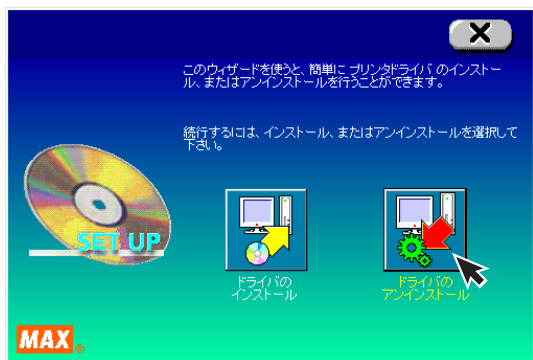 このウィザードを使うと、簡単に プリンタドライバ のインストー
ル、またはアンインストールを行うことができます。
続行するには、インストール、またはアンインストールを選択して
下さい。
SET UP
ドライバの
インストール
ドライバの
アンインストール
MAX®